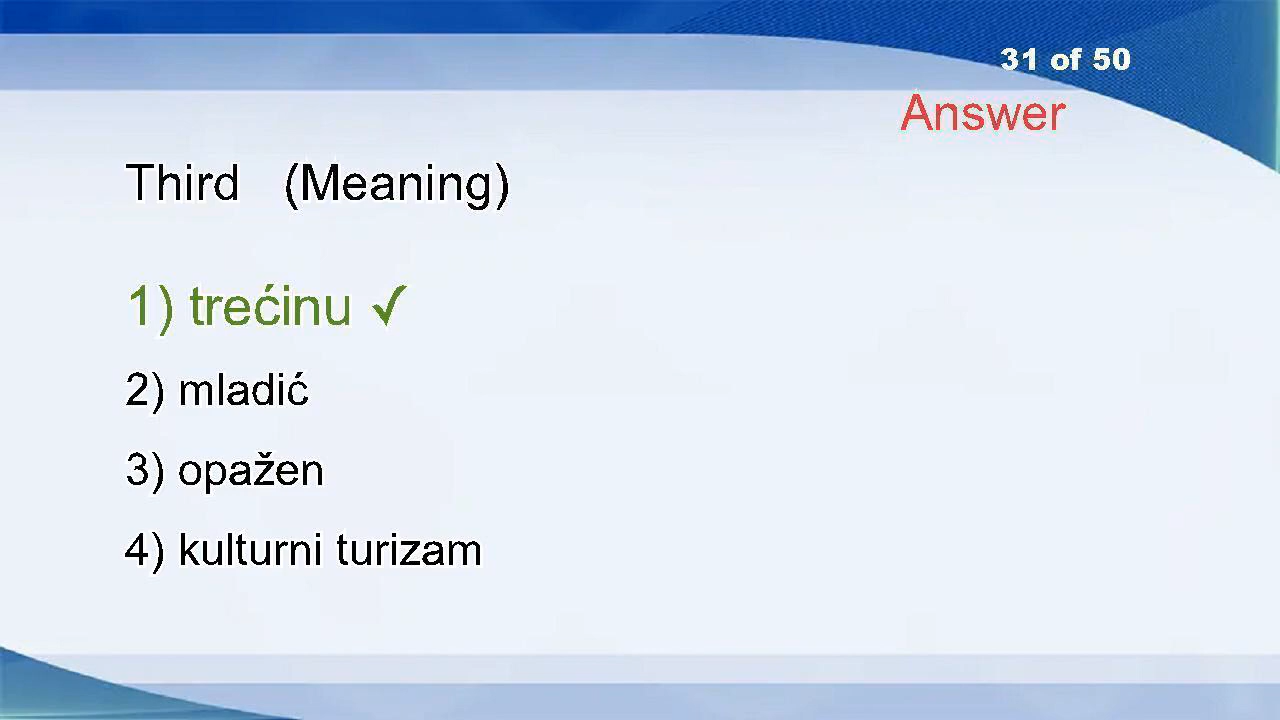 31 of 50
Answer
Third (Meaning)
1) trećinu ✓
2) mladić
3) opažen
4) kulturni turizam